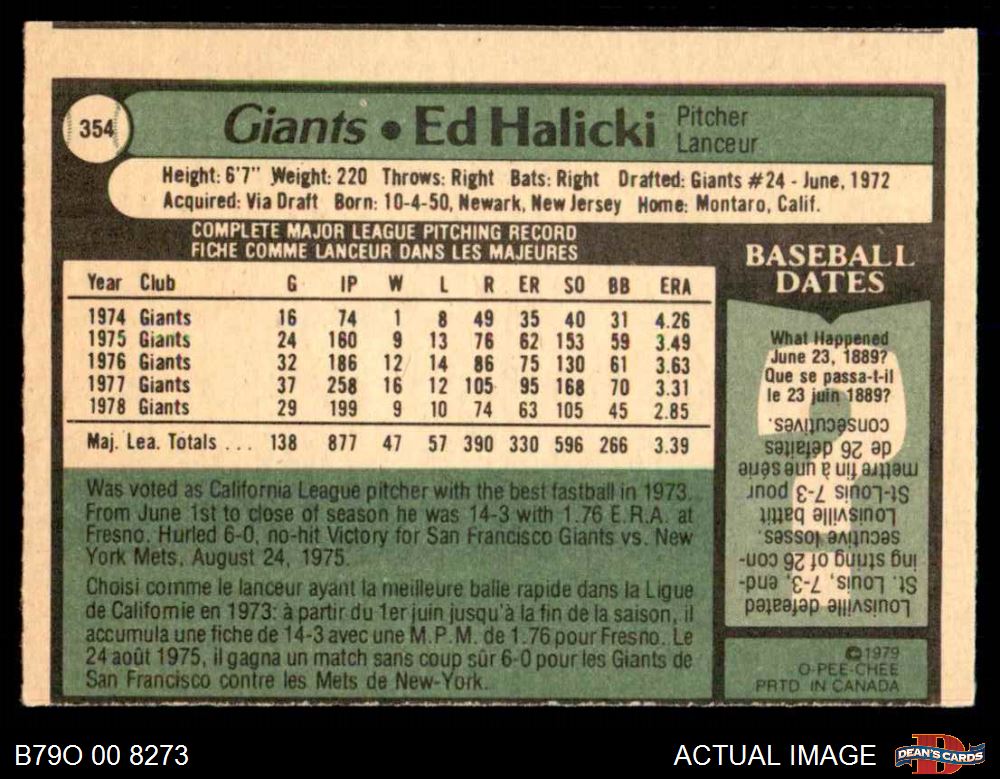 354
Giants • Ed Halicki Pitcher
Lanceur
Height: 6'7" Weight: 220 Throws: Right Bats: Right Drafted: Giants #24 - June, 1972
Acquired: Via Draft Born: 10-4-50, Newark, New Jersey Home: Montaro, Calif.
COMPLETE MAJOR LEAGUE PITCHING RECORD
FICHE COMME LANCEUR DANS LES MAJEURES
Year Club G IP W L R ER SO BB ERA
1974 Giants 16 74 1 8 49 35 40 31 4.26
1975 Giants 24 160 9 13 76 62 153 59 3.49
1976 Giants 32 186 12 14 86 75 130 61 3.63
1977 Giants 37 258 16 12 105 95 168 70 3.31
1978 Giants 29 199 9 10 74 63 105 45 2.85
Maj. Lea. Totals ... 138 877 47 57 390 330 596 266 3.39
Was voted as California League pitcher with the best fastball in 1973.
From June 1st to close of season he was 14-3 with 1.76 E.R.A. at
Fresno. Hurled 6-0, no-hit Victory for San Francisco Giants vs. New
York Mets, August 24, 1975.
Choisi comme le lanceur ayant la meilleure balle rapide dans la Ligue
de Californie en 1973: à partir du 1er juin jusqu'à la fin de la saison, il
accumula une fiche de 14-3 avec une M.P.M. de 1.76 pour Fresno. Le
24 août 1975, il gagna un match sans coup sûr 6-0 pour les Giants de
San Francisco contre les Mets de New-York.
BASEBALL
DATES
What Happened
June 23, 1889?
Que se passa-t-il
le 23 juin 1889?
Louisville defeated
St. Louis, 7-3, end-
ing string of 26 con-
secutive losses.
Louisville battit
St-Louis 7-3 pour
mettre fin à une série
de 26 défaites
consécutives.
©1979
O-PEE-CHEE
PRTD. IN CANADA
B79O 00 8273
ACTUAL IMAGE
DEAN'S CARDS